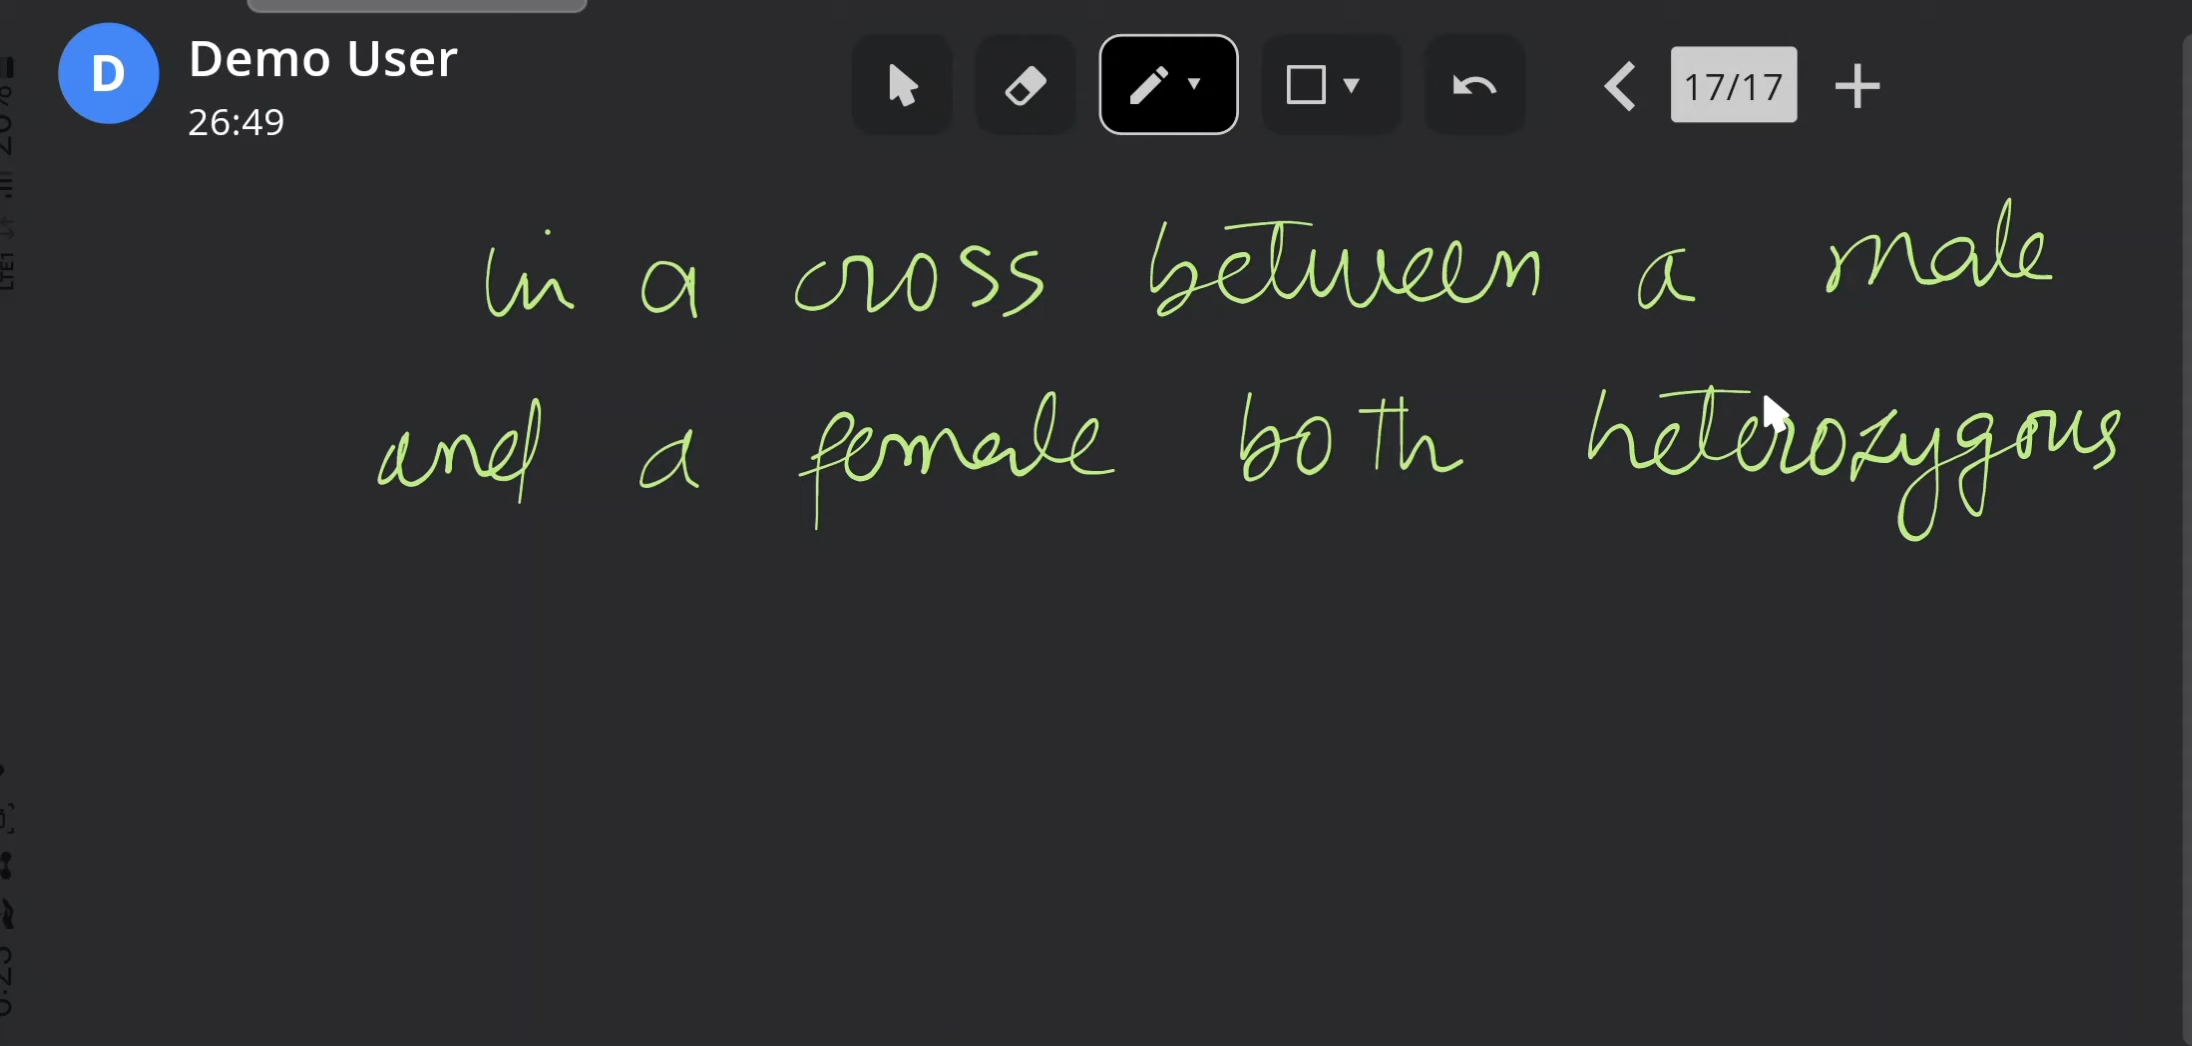 Demo User
26:49
17/17
in a cross between a male
and a female both heterozygous